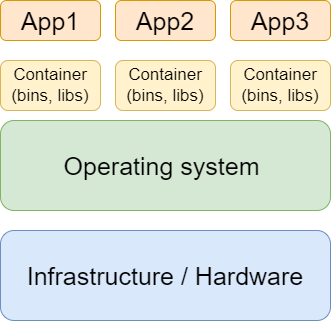 App1 App2 App3
Container Container Container
(bins, libs) (bins, libs) (bins, libs)
Operating system
Infrastructure / Hardware